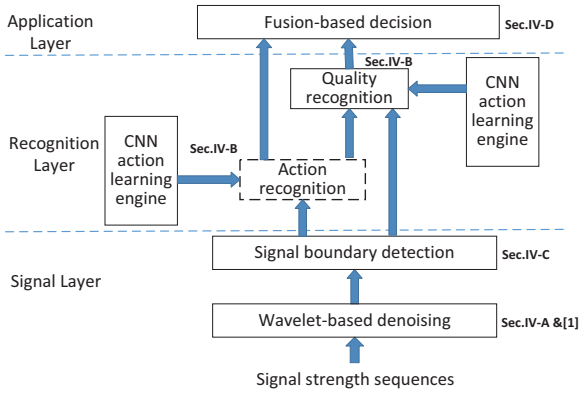 Application
Layer
Fusion-based decision
Sec.IV-D
Sec.IV-B
Quality
recognition
CNN
action
learning
engine
Recognition
Layer
CNN
action
learning
engine
Sec.IV-B
Action
recognition
Signal Layer
Signal boundary detection
Sec.IV-C
Wavelet-based denoising
Sec.IV-A &[1]
Signal strength sequences